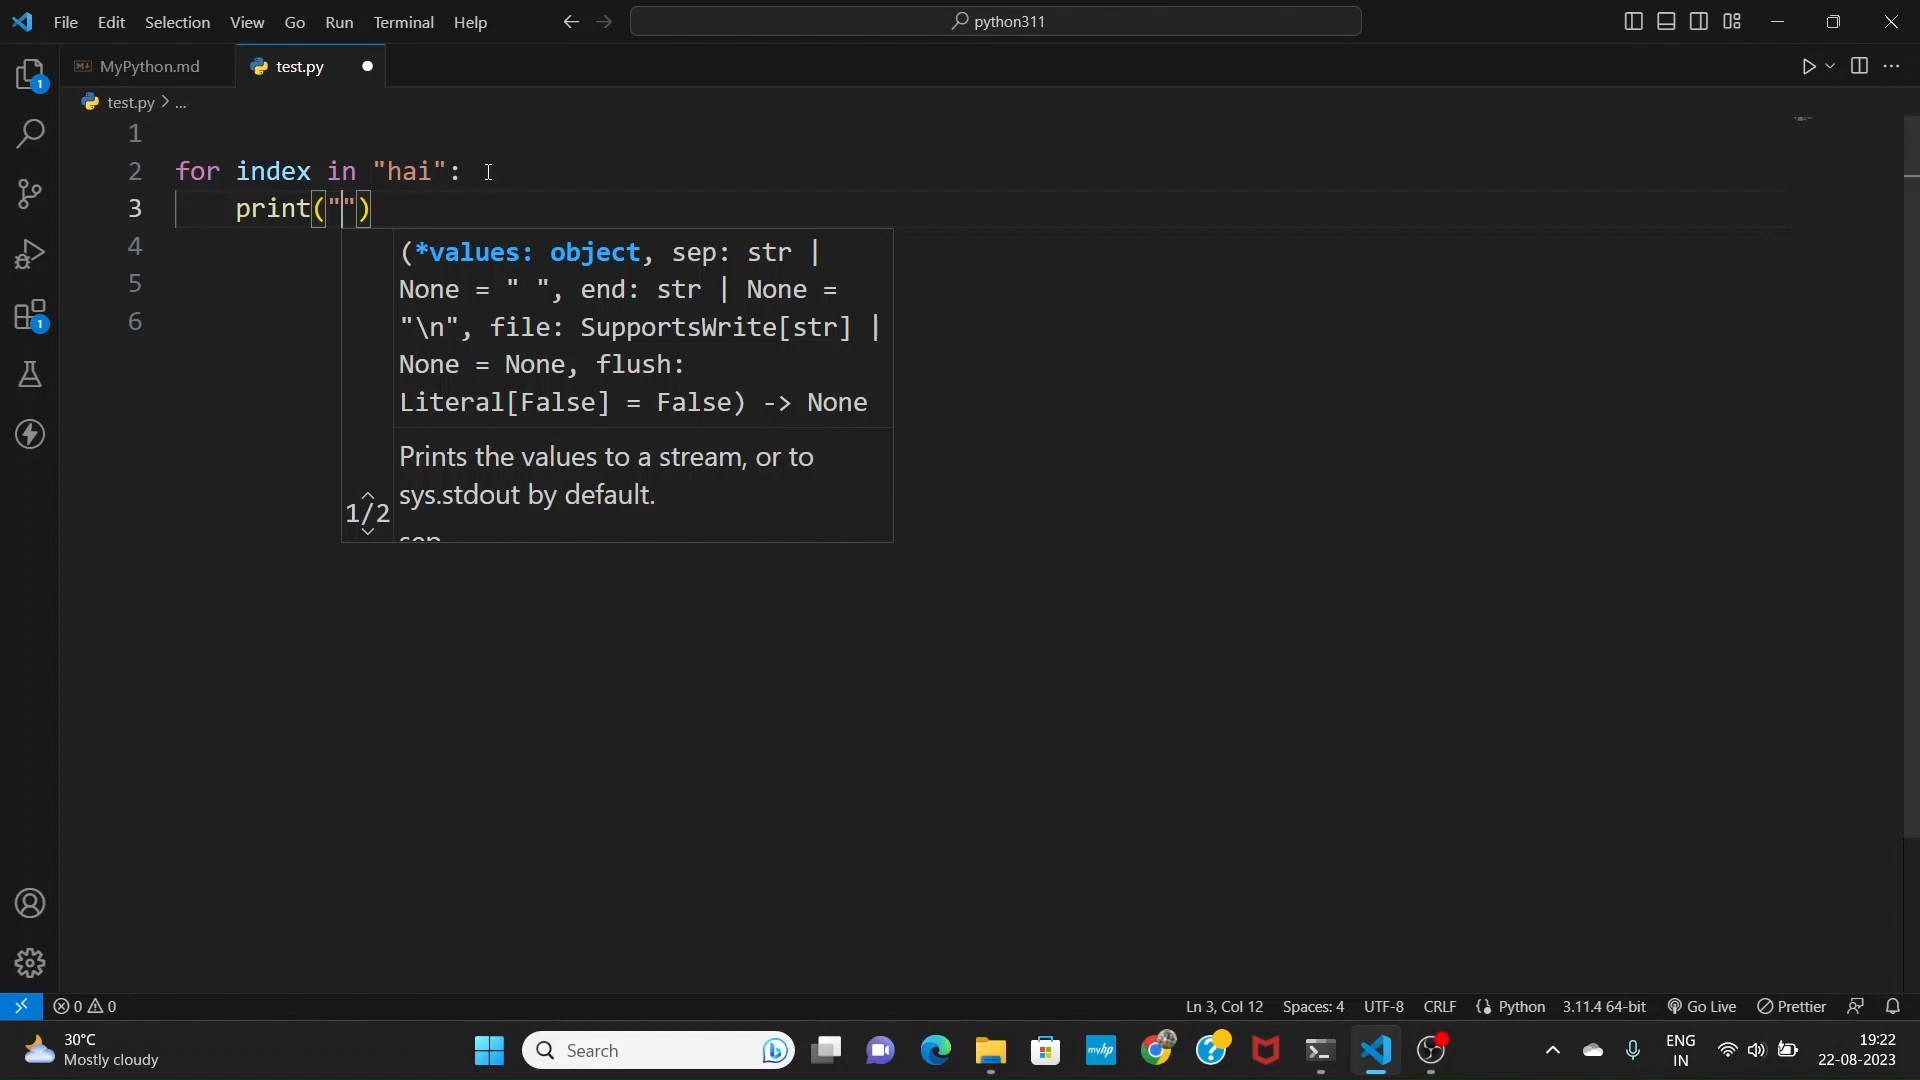 File Edit Selection View Go Run Terminal Help
python311
1
MyPython.md
test.py
test.py > ...
1
2 for index in "hai":
3 print("")
4
5
6
(*values: object, sep: str |
None = " ", end: str | None =
"\n", file: SupportsWrite[str] |
None = None, flush:
Literal[False] = False) -> None
Prints the values to a stream, or to
sys.stdout by default.
1/2
sep
1
0 0
Ln 3, Col 12 Spaces: 4 UTF-8 CRLF Python 3.11.4 64-bit Go Live Prettier
30°C
Mostly cloudy
Search
myhp
ENG
IN
19:22
22-08-2023